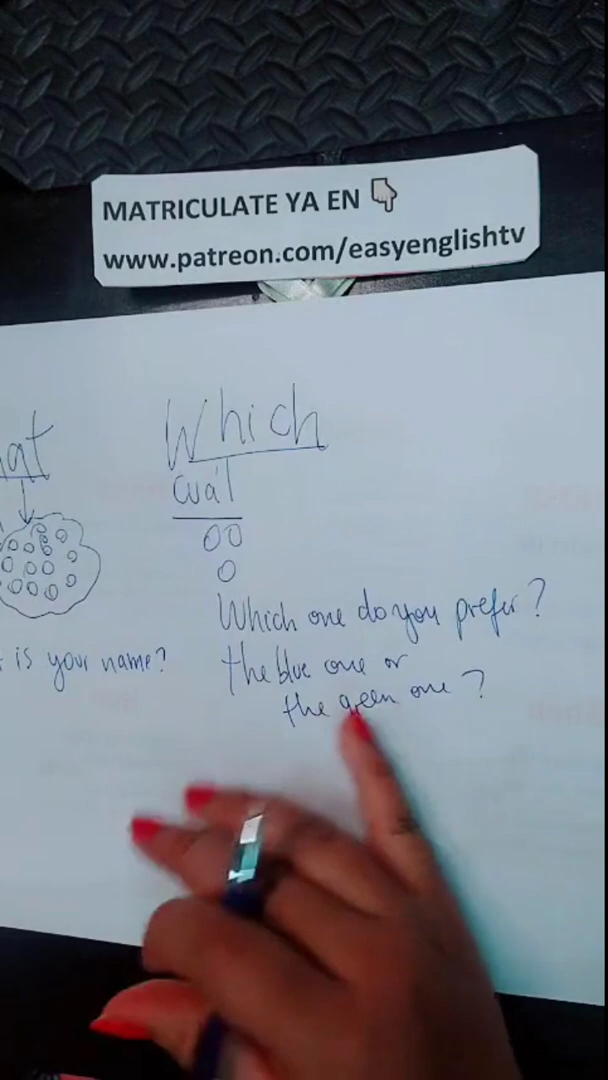 MATRICULATE YA EN 👇🏻
www.patreon.com/easyenglishtv
at
Which
cuál
is your name?
Which one do you prefer?
the blue one or
the green one?